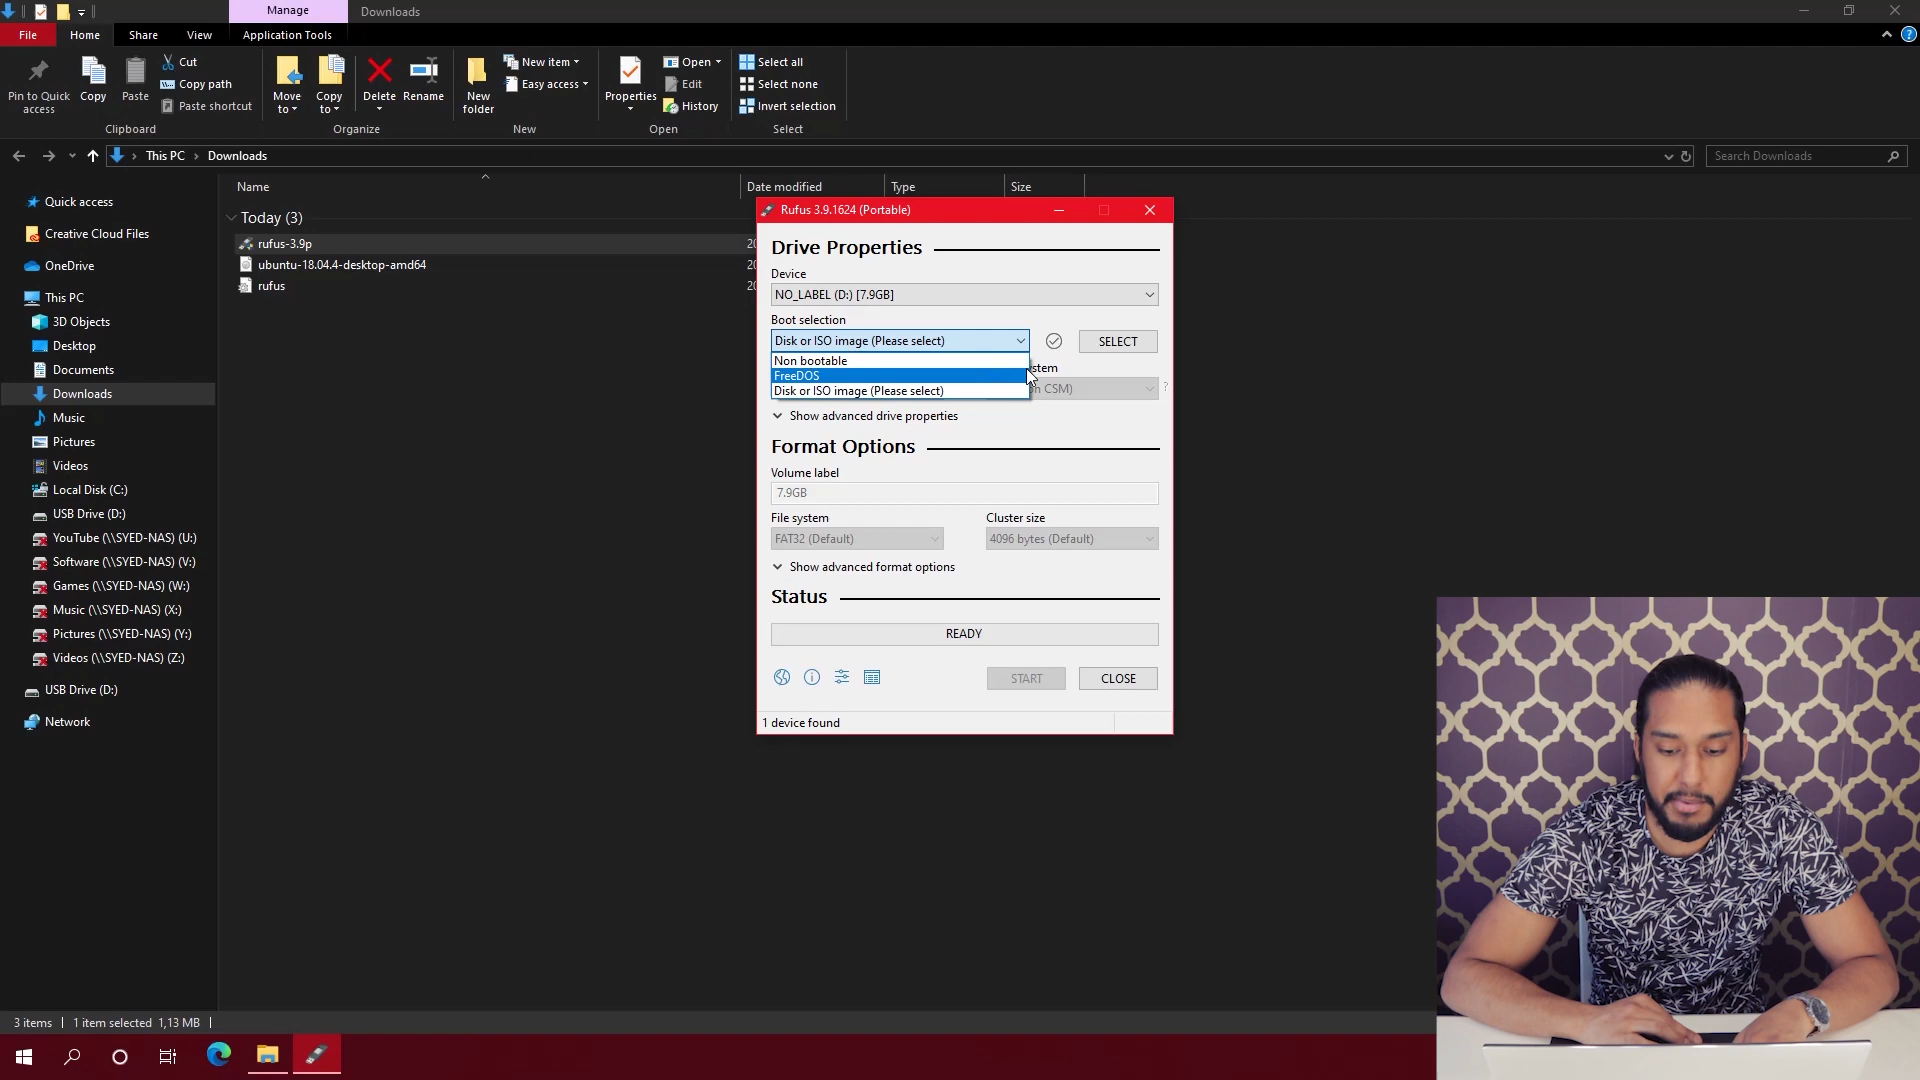 Manage
Downloads
File
Home
Share
View
Application Tools
Pin to Quick access
Copy
Paste
Cut
Copy path
Paste shortcut
Clipboard
Move to
Copy to
Delete
Rename
Organize
New folder
New item
Easy access
New
Properties
Open
Edit
History
Open
Select all
Select none
Invert selection
Select
This PC
Downloads
Search Downloads
Quick access
Creative Cloud Files
OneDrive
This PC
3D Objects
Desktop
Documents
Downloads
Music
Pictures
Videos
Local Disk (C:)
USB Drive (D:)
YouTube (\\SYED-NAS) (U:)
Software (\\SYED-NAS) (V:)
Games (\\SYED-NAS) (W:)
Music (\\SYED-NAS) (X:)
Pictures (\\SYED-NAS) (Y:)
Videos (\\SYED-NAS) (Z:)
USB Drive (D:)
Network
Name
Date modified
Type
Size
Today (3)
rufus-3.9p
20
ubuntu-18.04.4-desktop-amd64
20
rufus
20
Rufus 3.9.1624 (Portable)
Drive Properties
Device
NO_LABEL (D:) [7.9GB]
Boot selection
Disk or ISO image (Please select)
SELECT
Non bootable
FreeDOS
Disk or ISO image (Please select)
stem
CSM)
?
Show advanced drive properties
Format Options
Volume label
7.9GB
File system
Cluster size
FAT32 (Default)
4096 bytes (Default)
Show advanced format options
Status
READY
START
CLOSE
1 device found
3 items
1 item selected 1,13 MB